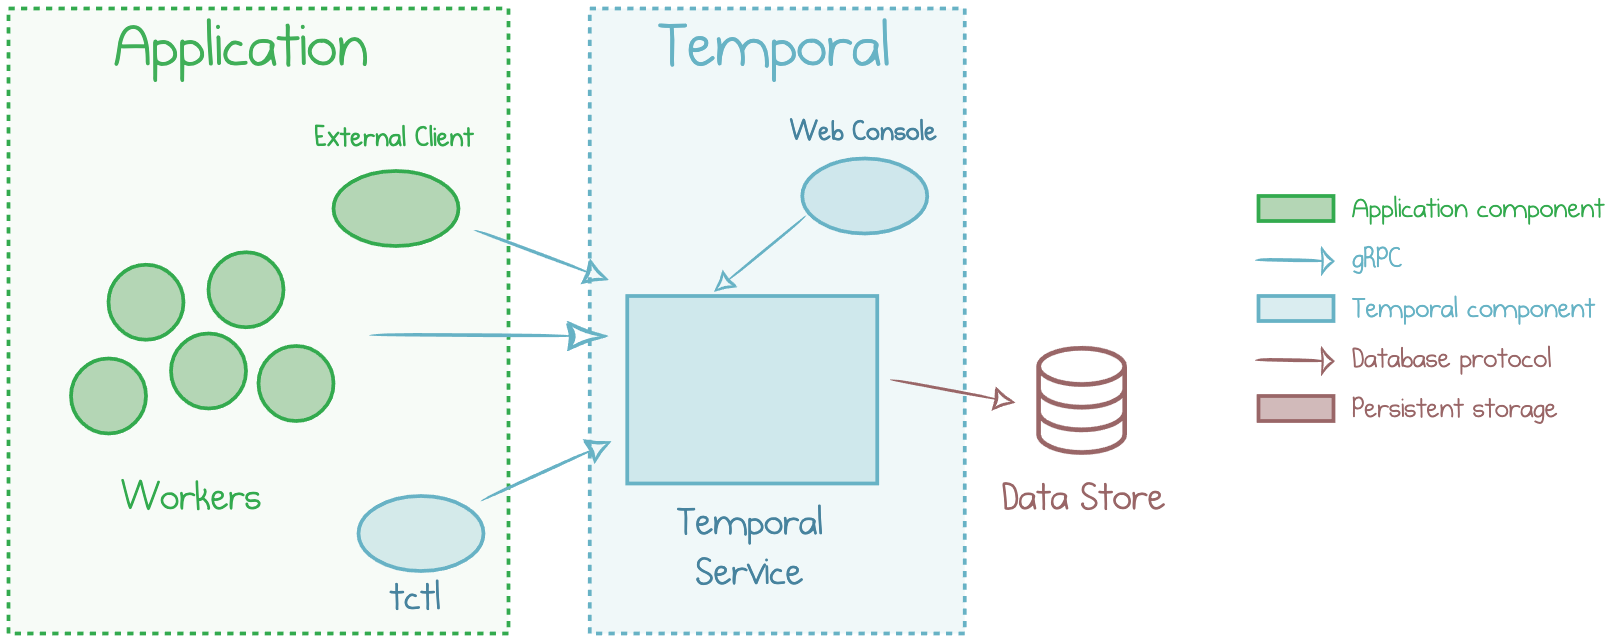 Application
External Client
Workers
tctl
Temporal
Web Console
Temporal
Service
Data Store
Application component
gRPC
Temporal component
Database protocol
Persistent storage